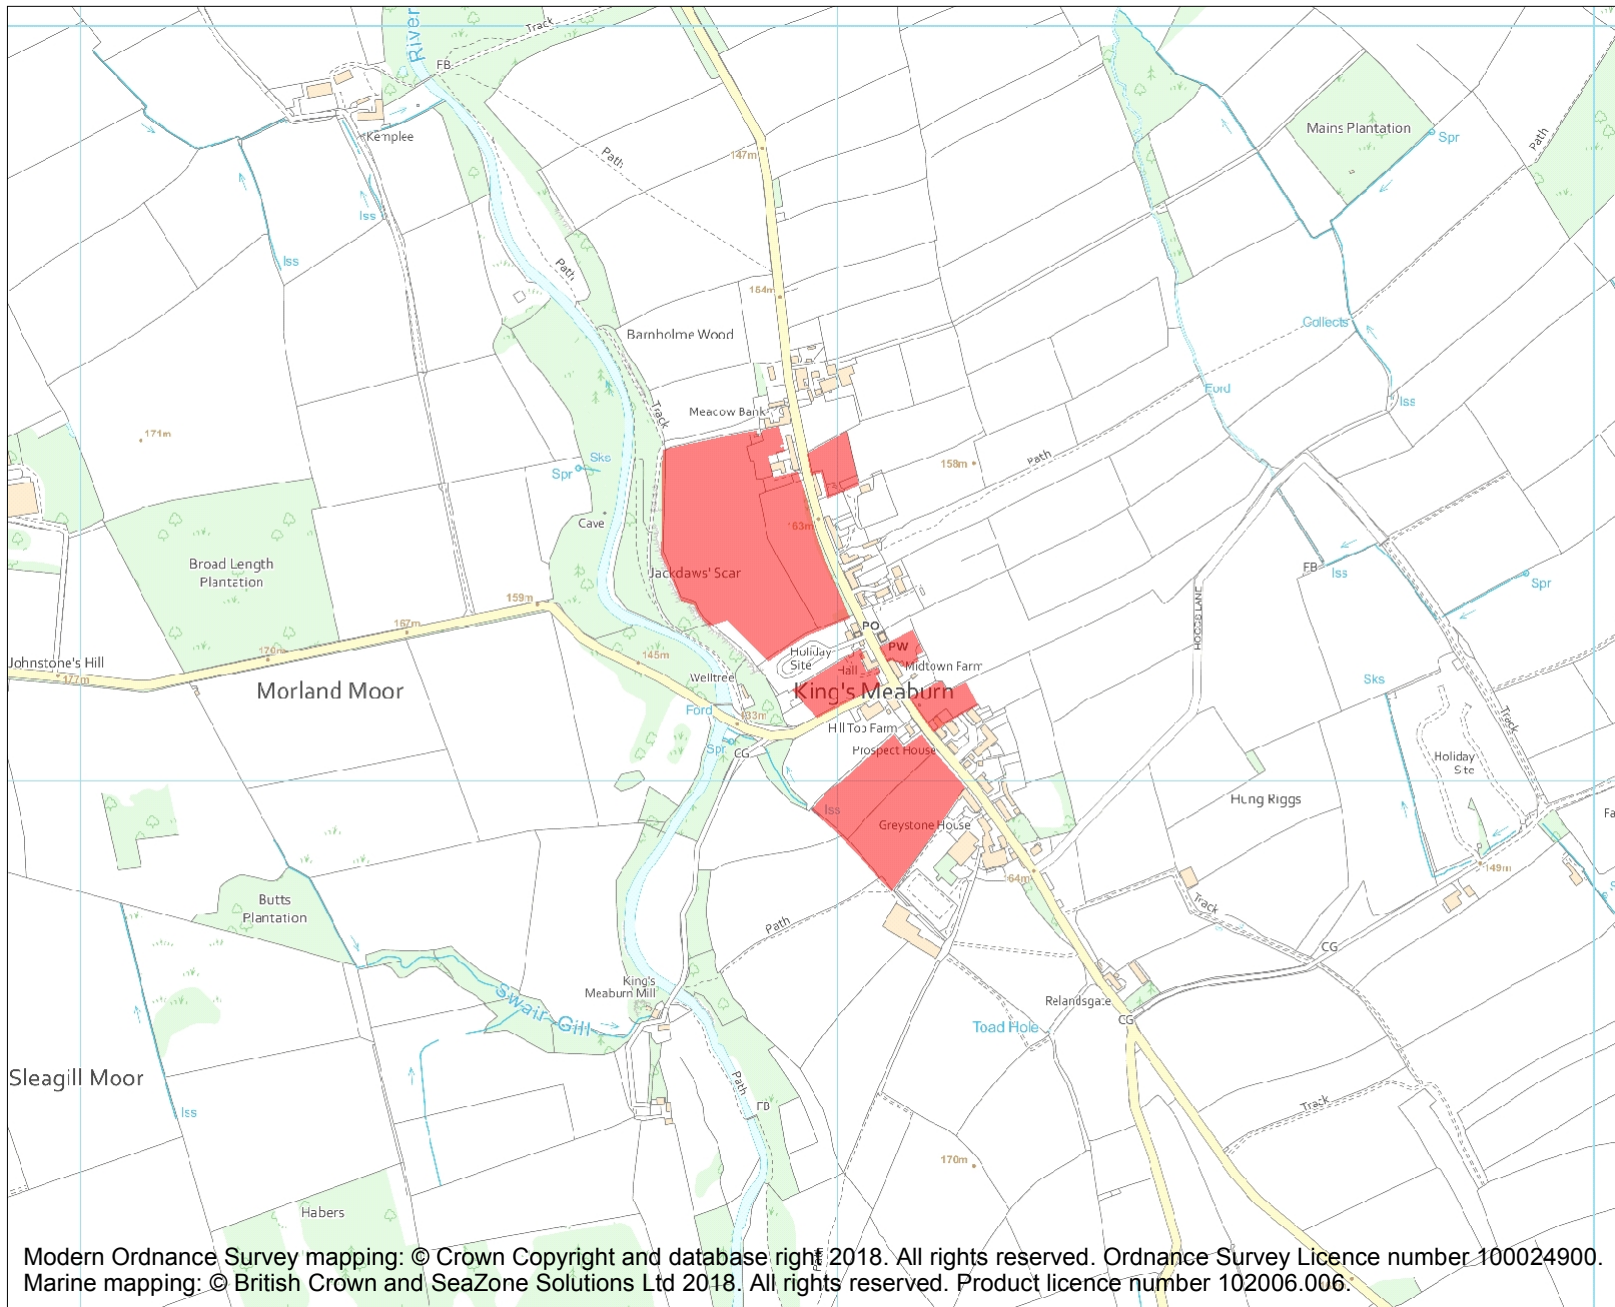 River
Track
FB
Kemplee
Iss
Iss
Path
147m
Mains Plantation
Spr
Path
Path
164m
Barnholme Wood
Collects
Track
Ford
Iss
171m
Sks
Spr
158m
Path
Cave
163m
Broad Length
Plantation
Jackdaws' Scar
FB
Iss
Spr
159m
167m
170m
145m
PO
PW
Holiday
Site
Hall
Midtown Farm
Johnstone's Hill
177m
Morland Moor
Welltree
King's Meaburn
Sks
Ford
Track
Hill Top Farm
Spr
CG
Prospect House
Holiday
Iss
Greystone House
164m
149m
Butts
Plantation
Track
Path
CG
King's
Meaburn Mill
Swair Gill
Relandsgate
CG
Toad Hole
Sleagill Moor
Iss
Path
FB
Track
170m
Habers
Path
Modern Ordnance Survey mapping: © Crown Copyright and database right 2018. All rights reserved. Ordnance Survey Licence number 100024900.
Marine mapping: © British Crown and SeaZone Solutions Ltd 2018. All rights reserved. Product licence number 102006.006.